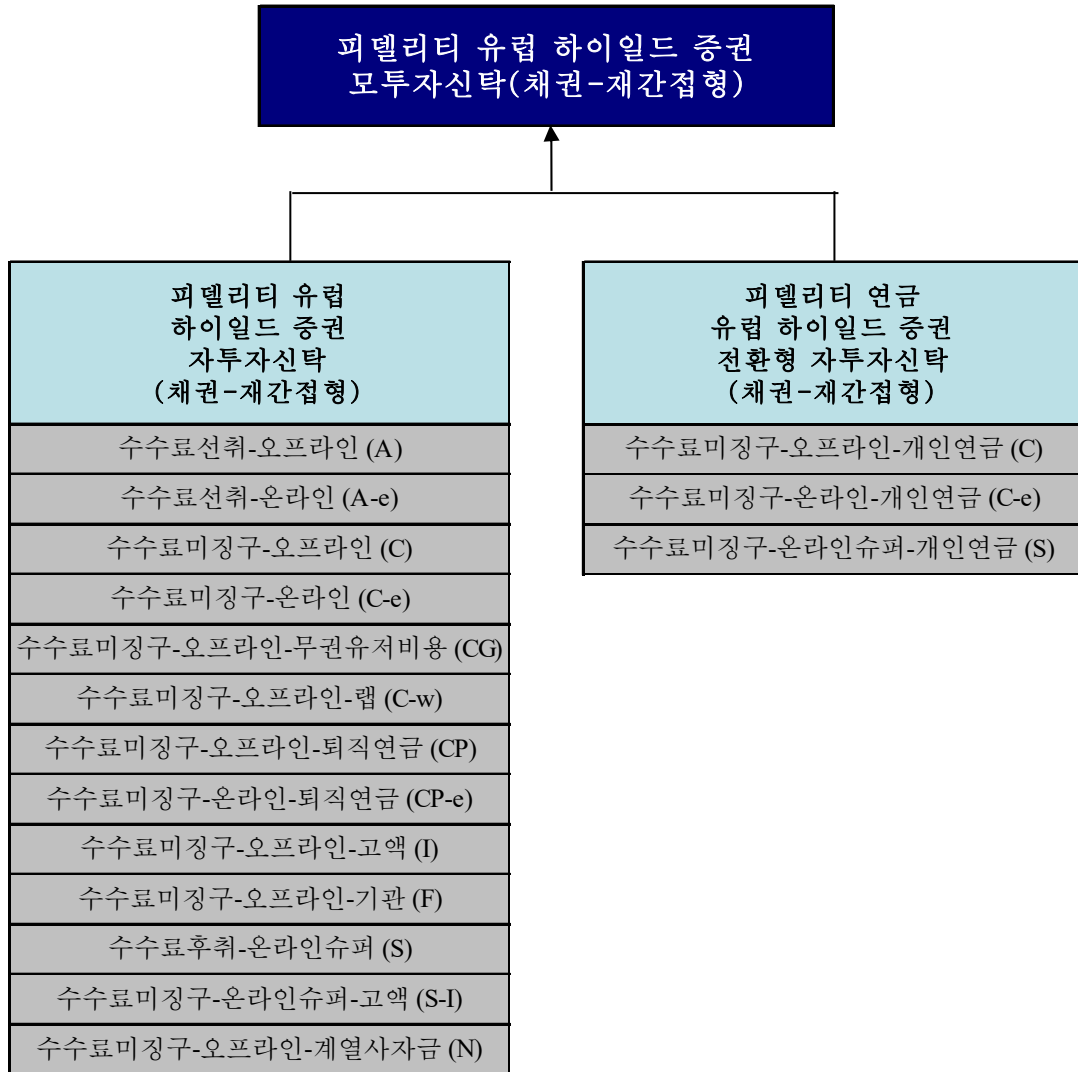 피델리티 유럽 하이일드 증권
모투자신탁(채권-재간접형)
피델리티 유럽
하이일드 증권
자투자신탁
(채권-재간접형)
수수료선취-오프라인 (A)
수수료선취-온라인 (A-e)
수수료미징구-오프라인 (C)
수수료미징구-온라인 (C-e)
수수료미징구-오프라인-무권유저비용 (CG)
수수료미징구-오프라인-랩 (C-w)
수수료미징구-오프라인-퇴직연금 (CP)
수수료미징구-온라인-퇴직연금 (CP-e)
수수료미징구-오프라인-고액 (I)
수수료미징구-오프라인-기관 (F)
수수료후취-온라인슈퍼 (S)
수수료미징구-온라인슈퍼-고액 (S-I)
수수료미징구-오프라인-계열사자금 (N)
피델리티 연금
유럽 하이일드 증권
전환형 자투자신탁
(채권-재간접형)
수수료미징구-오프라인-개인연금 (C)
수수료미징구-온라인-개인연금 (C-e)
수수료미징구-온라인슈퍼-개인연금 (S)